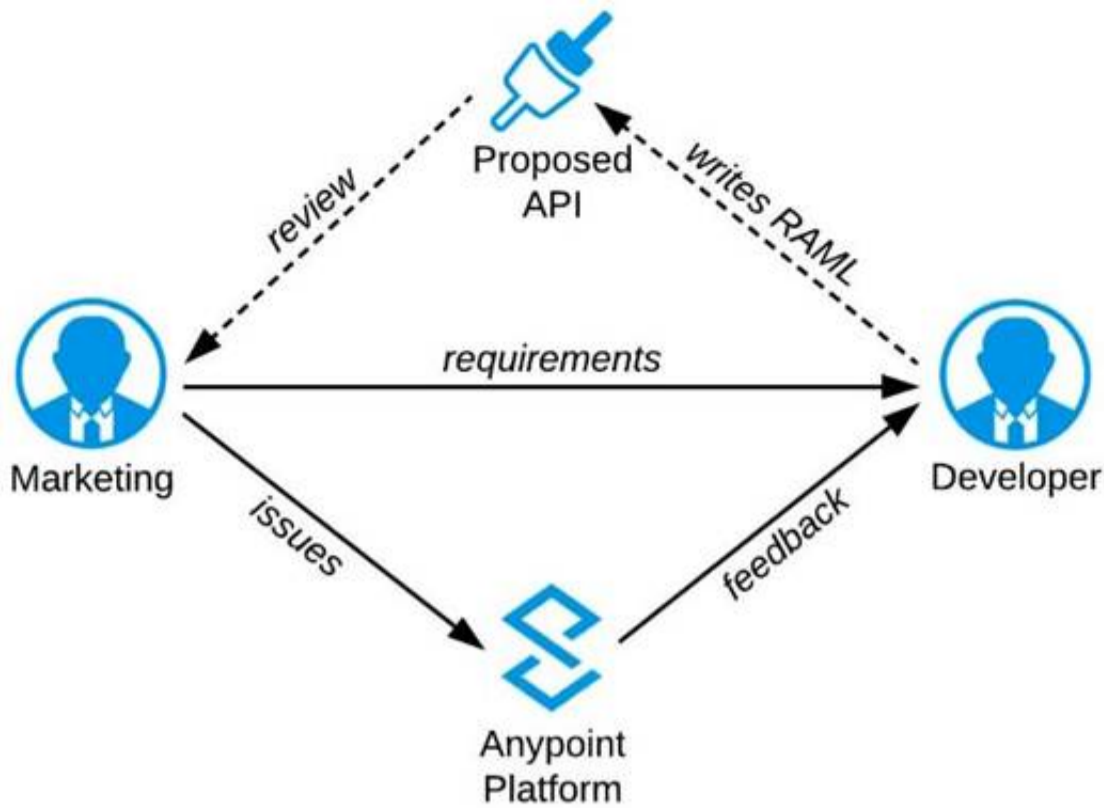 Proposed
API
review
writes RAML
requirements
Marketing
Developer
issues
feedback
Anypoint
Platform